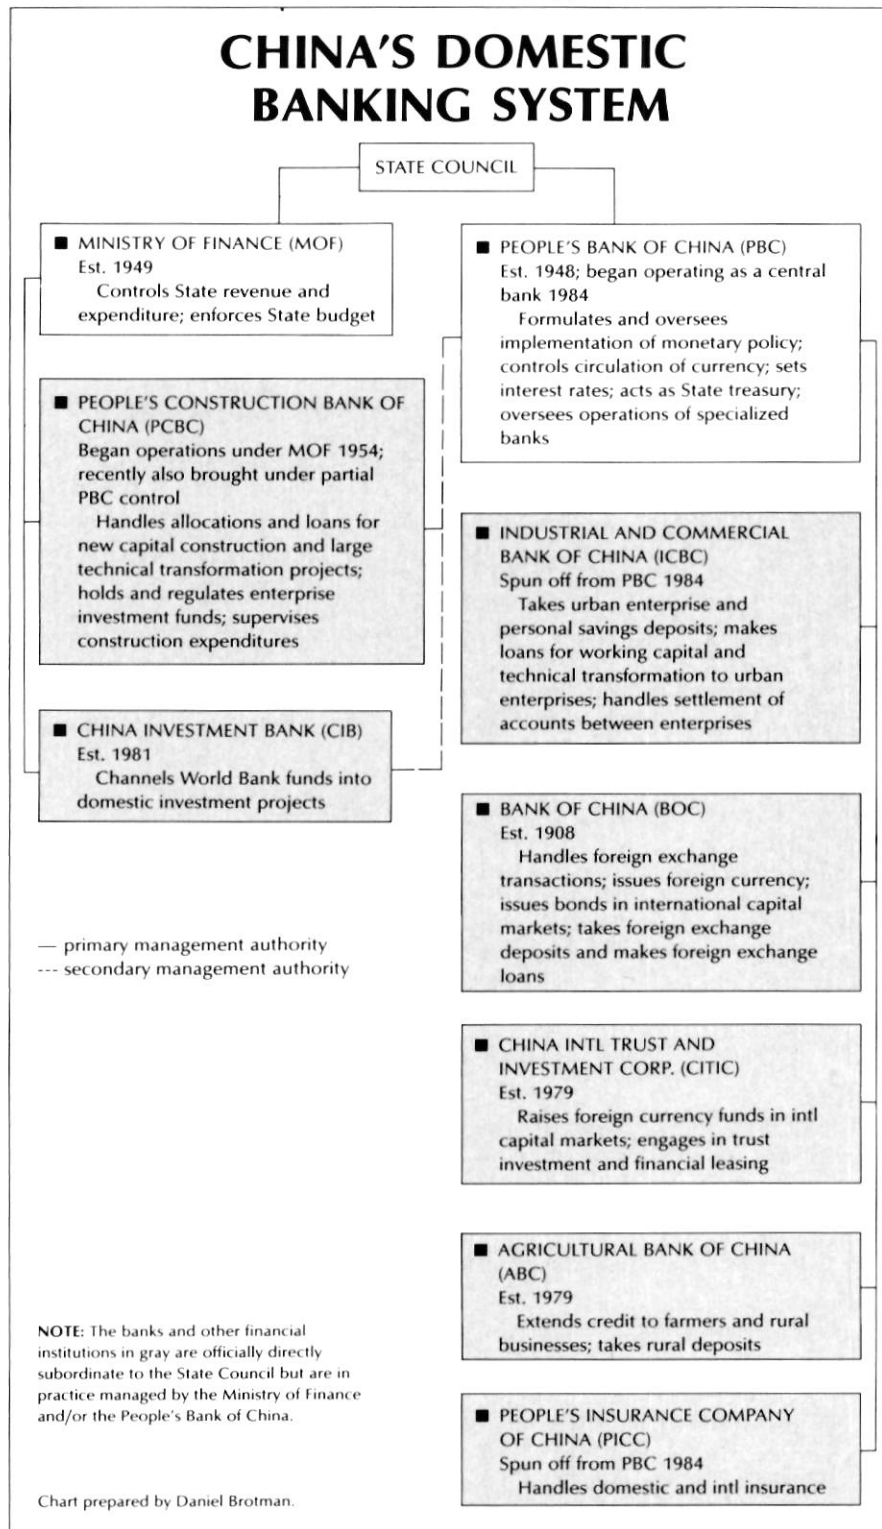 CHINA'S DOMESTIC
BANKING SYSTEM
STATE COUNCIL
■ MINISTRY OF FINANCE (MOF)
Est. 1949
Controls State revenue and
expenditure; enforces State budget
■ PEOPLE'S CONSTRUCTION BANK OF
CHINA (PCBC)
Began operations under MOF 1954;
recently also brought under partial
PBC control
Handles allocations and loans for
new capital construction and large
technical transformation projects;
holds and regulates enterprise
investment funds; supervises
construction expenditures
■ CHINA INVESTMENT BANK (CIB)
Est. 1981
Channels World Bank funds into
domestic investment projects
— primary management authority
--- secondary management authority
NOTE: The banks and other financial
institutions in gray are officially directly
subordinate to the State Council but are in
practice managed by the Ministry of Finance
and/or the People's Bank of China.
Chart prepared by Daniel Brotman.
■ PEOPLE'S BANK OF CHINA (PBC)
Est. 1948; began operating as a central
bank 1984
Formulates and oversees
implementation of monetary policy;
controls circulation of currency; sets
interest rates; acts as State treasury;
oversees operations of specialized
banks
■ INDUSTRIAL AND COMMERCIAL
BANK OF CHINA (ICBC)
Spun off from PBC 1984
Takes urban enterprise and
personal savings deposits; makes
loans for working capital and
technical transformation to urban
enterprises; handles settlement of
accounts between enterprises
■ BANK OF CHINA (BOC)
Est. 1908
Handles foreign exchange
transactions; issues foreign currency;
issues bonds in international capital
markets; takes foreign exchange
deposits and makes foreign exchange
loans
■ CHINA INTL TRUST AND
INVESTMENT CORP. (CITIC)
Est. 1979
Raises foreign currency funds in intl
capital markets; engages in trust
investment and financial leasing
■ AGRICULTURAL BANK OF CHINA
(ABC)
Est. 1979
Extends credit to farmers and rural
businesses; takes rural deposits
■ PEOPLE'S INSURANCE COMPANY
OF CHINA (PICC)
Spun off from PBC 1984
Handles domestic and intl insurance